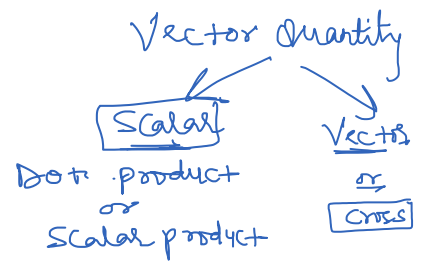 Vector Quantity
Scalar Vector
Dot product or
or Cross
Scalar product